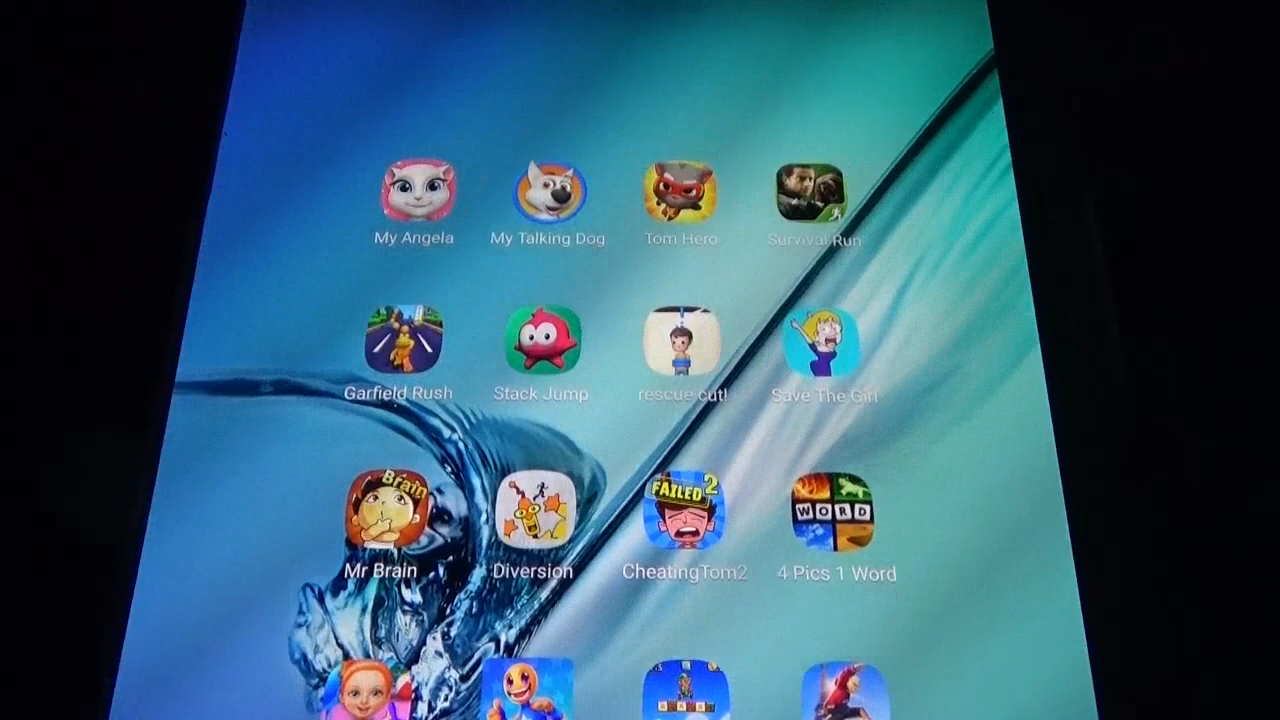 My Angela
My Talking Dog
Tom Hero
Survival Run
Garfield Rush
Stack Jump
rescue cut!
Save The Girl
Brain
FAILED 2
WORD
Mr Brain
Diversion
CheatingTom2
4 Pics 1 Word